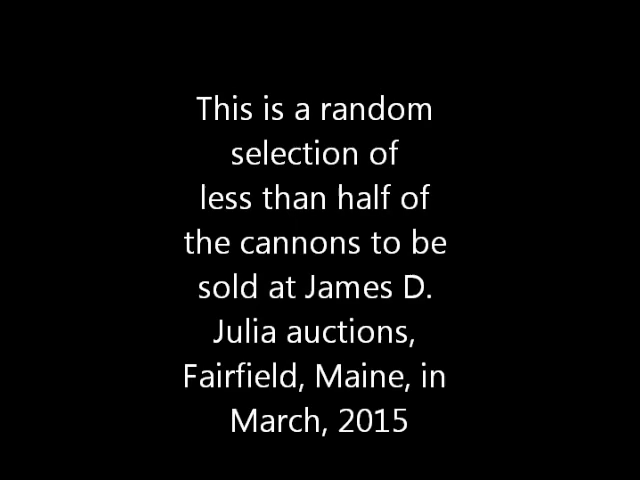 This is a random
selection of
less than half of
the cannons to be
sold at James D.
Julia auctions,
Fairfield, Maine, in
March, 2015